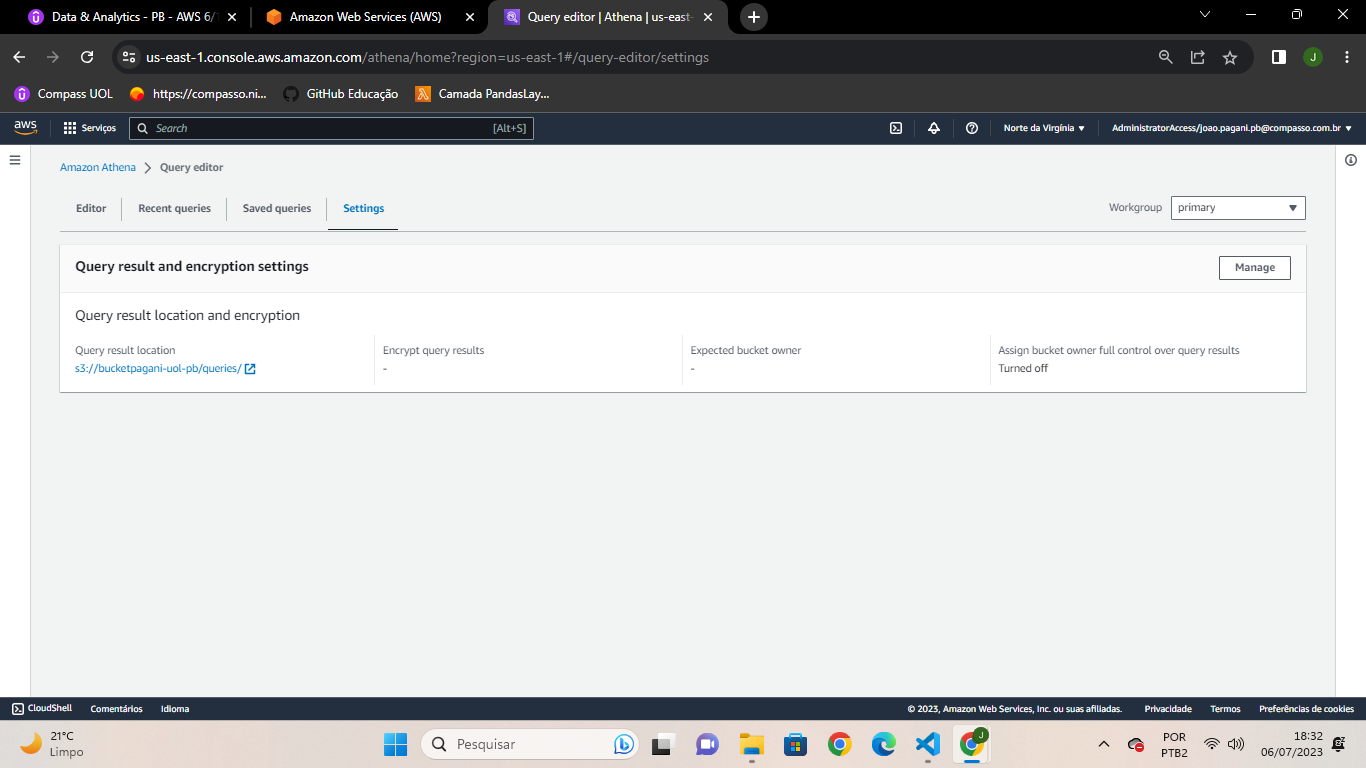 Data & Analytics - PB - AWS 6/
Amazon Web Services (AWS)
Query editor | Athena | us-east-
us-east-1.console.aws.amazon.com/athena/home?region=us-east-1#/query-editor/settings
J
Compass UOL
https://compasso.ni...
GitHub Educação
Camada PandasLay...
aws
Serviços
Search
[Alt+S]
Norte da Virgínia
AdministratorAccess/joao.pagani.pb@compasso.com.br
Amazon Athena
Query editor
Editor
Recent queries
Saved queries
Settings
Workgroup
primary
Query result and encryption settings
Manage
Query result location and encryption
Query result location
s3://bucketpagani-uol-pb/queries/
Encrypt query results
-
Expected bucket owner
-
Assign bucket owner full control over query results
Turned off
CloudShell
Comentários
Idioma
© 2023, Amazon Web Services, Inc. ou suas afiliadas.
Privacidade
Termos
Preferências de cookies
21°C
Limpo
Pesquisar
J
POR
PTB2
18:32
06/07/2023